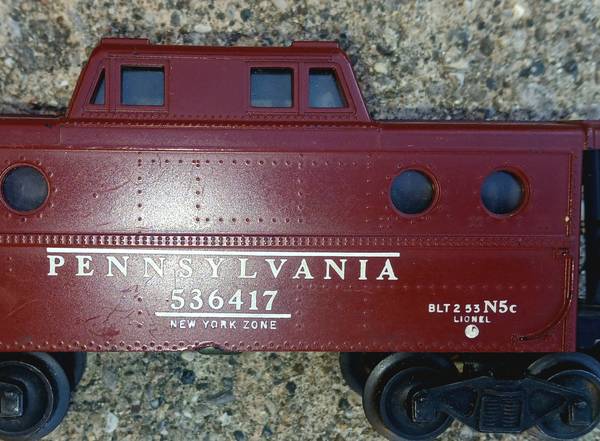 PENNSYLVANIA
536417
NEW YORK ZONE
BLT 2 53 N5c
LIONEL